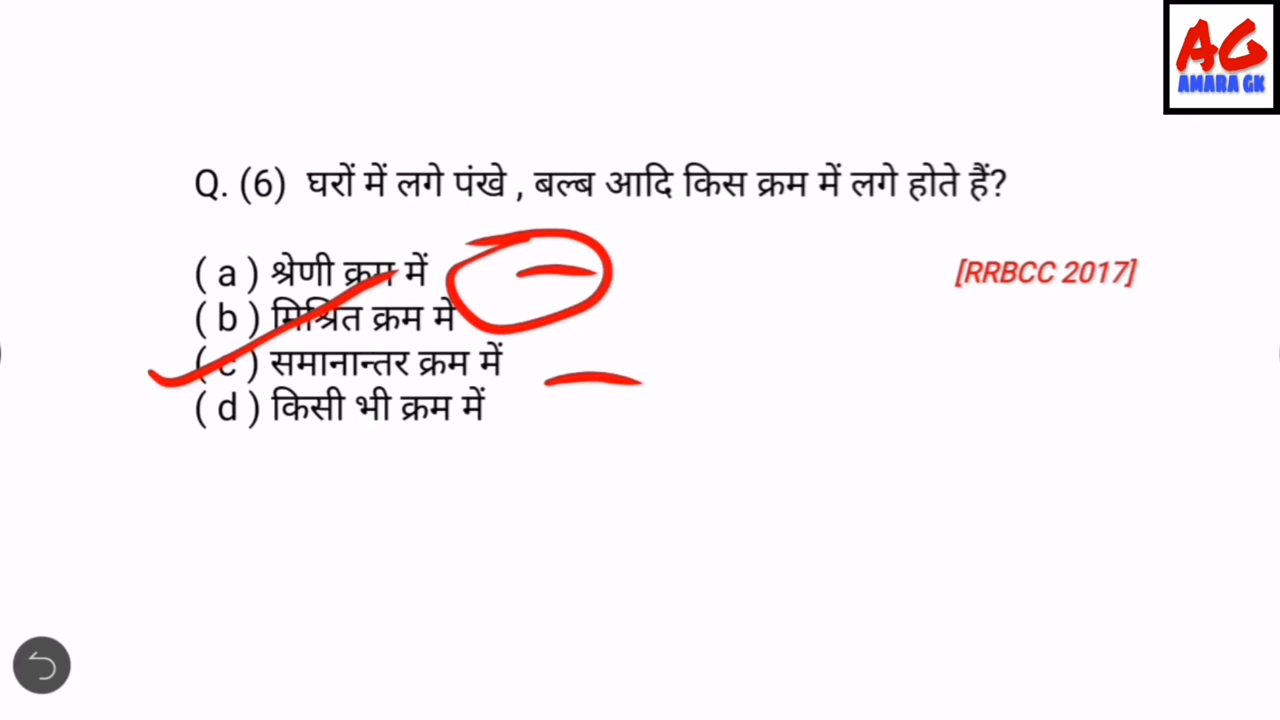 AG
AMARA GK
Q. (6) घरों में लगे पंखे , बल्ब आदि किस क्रम में लगे होते हैं?
( a ) श्रेणी क्रम में
[RRBCC 2017]
( b ) मिश्रित क्रम में
( c ) समानान्तर क्रम में
( d ) किसी भी क्रम में